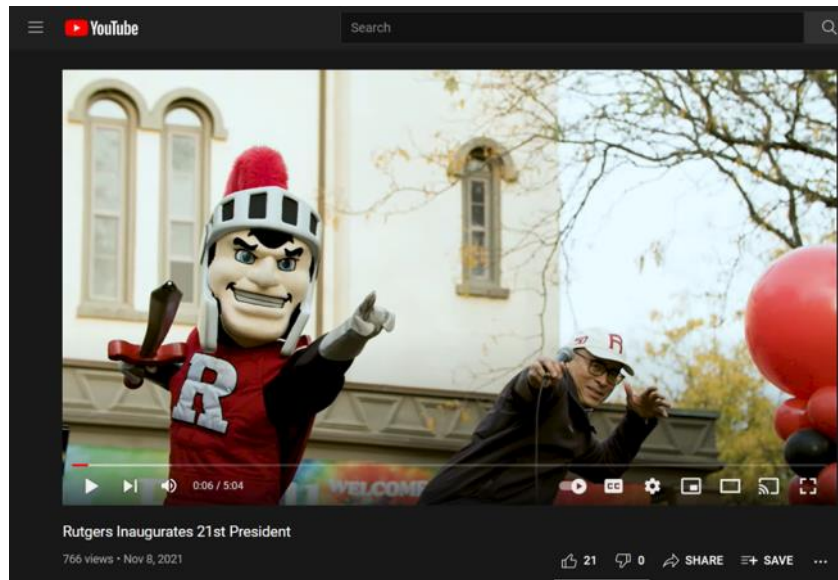 YouTube
Search
R
R
WELCOME
0:06 / 5:04
CC
Rutgers Inaugurates 21st President
766 views • Nov 8, 2021
21
0
SHARE
SAVE